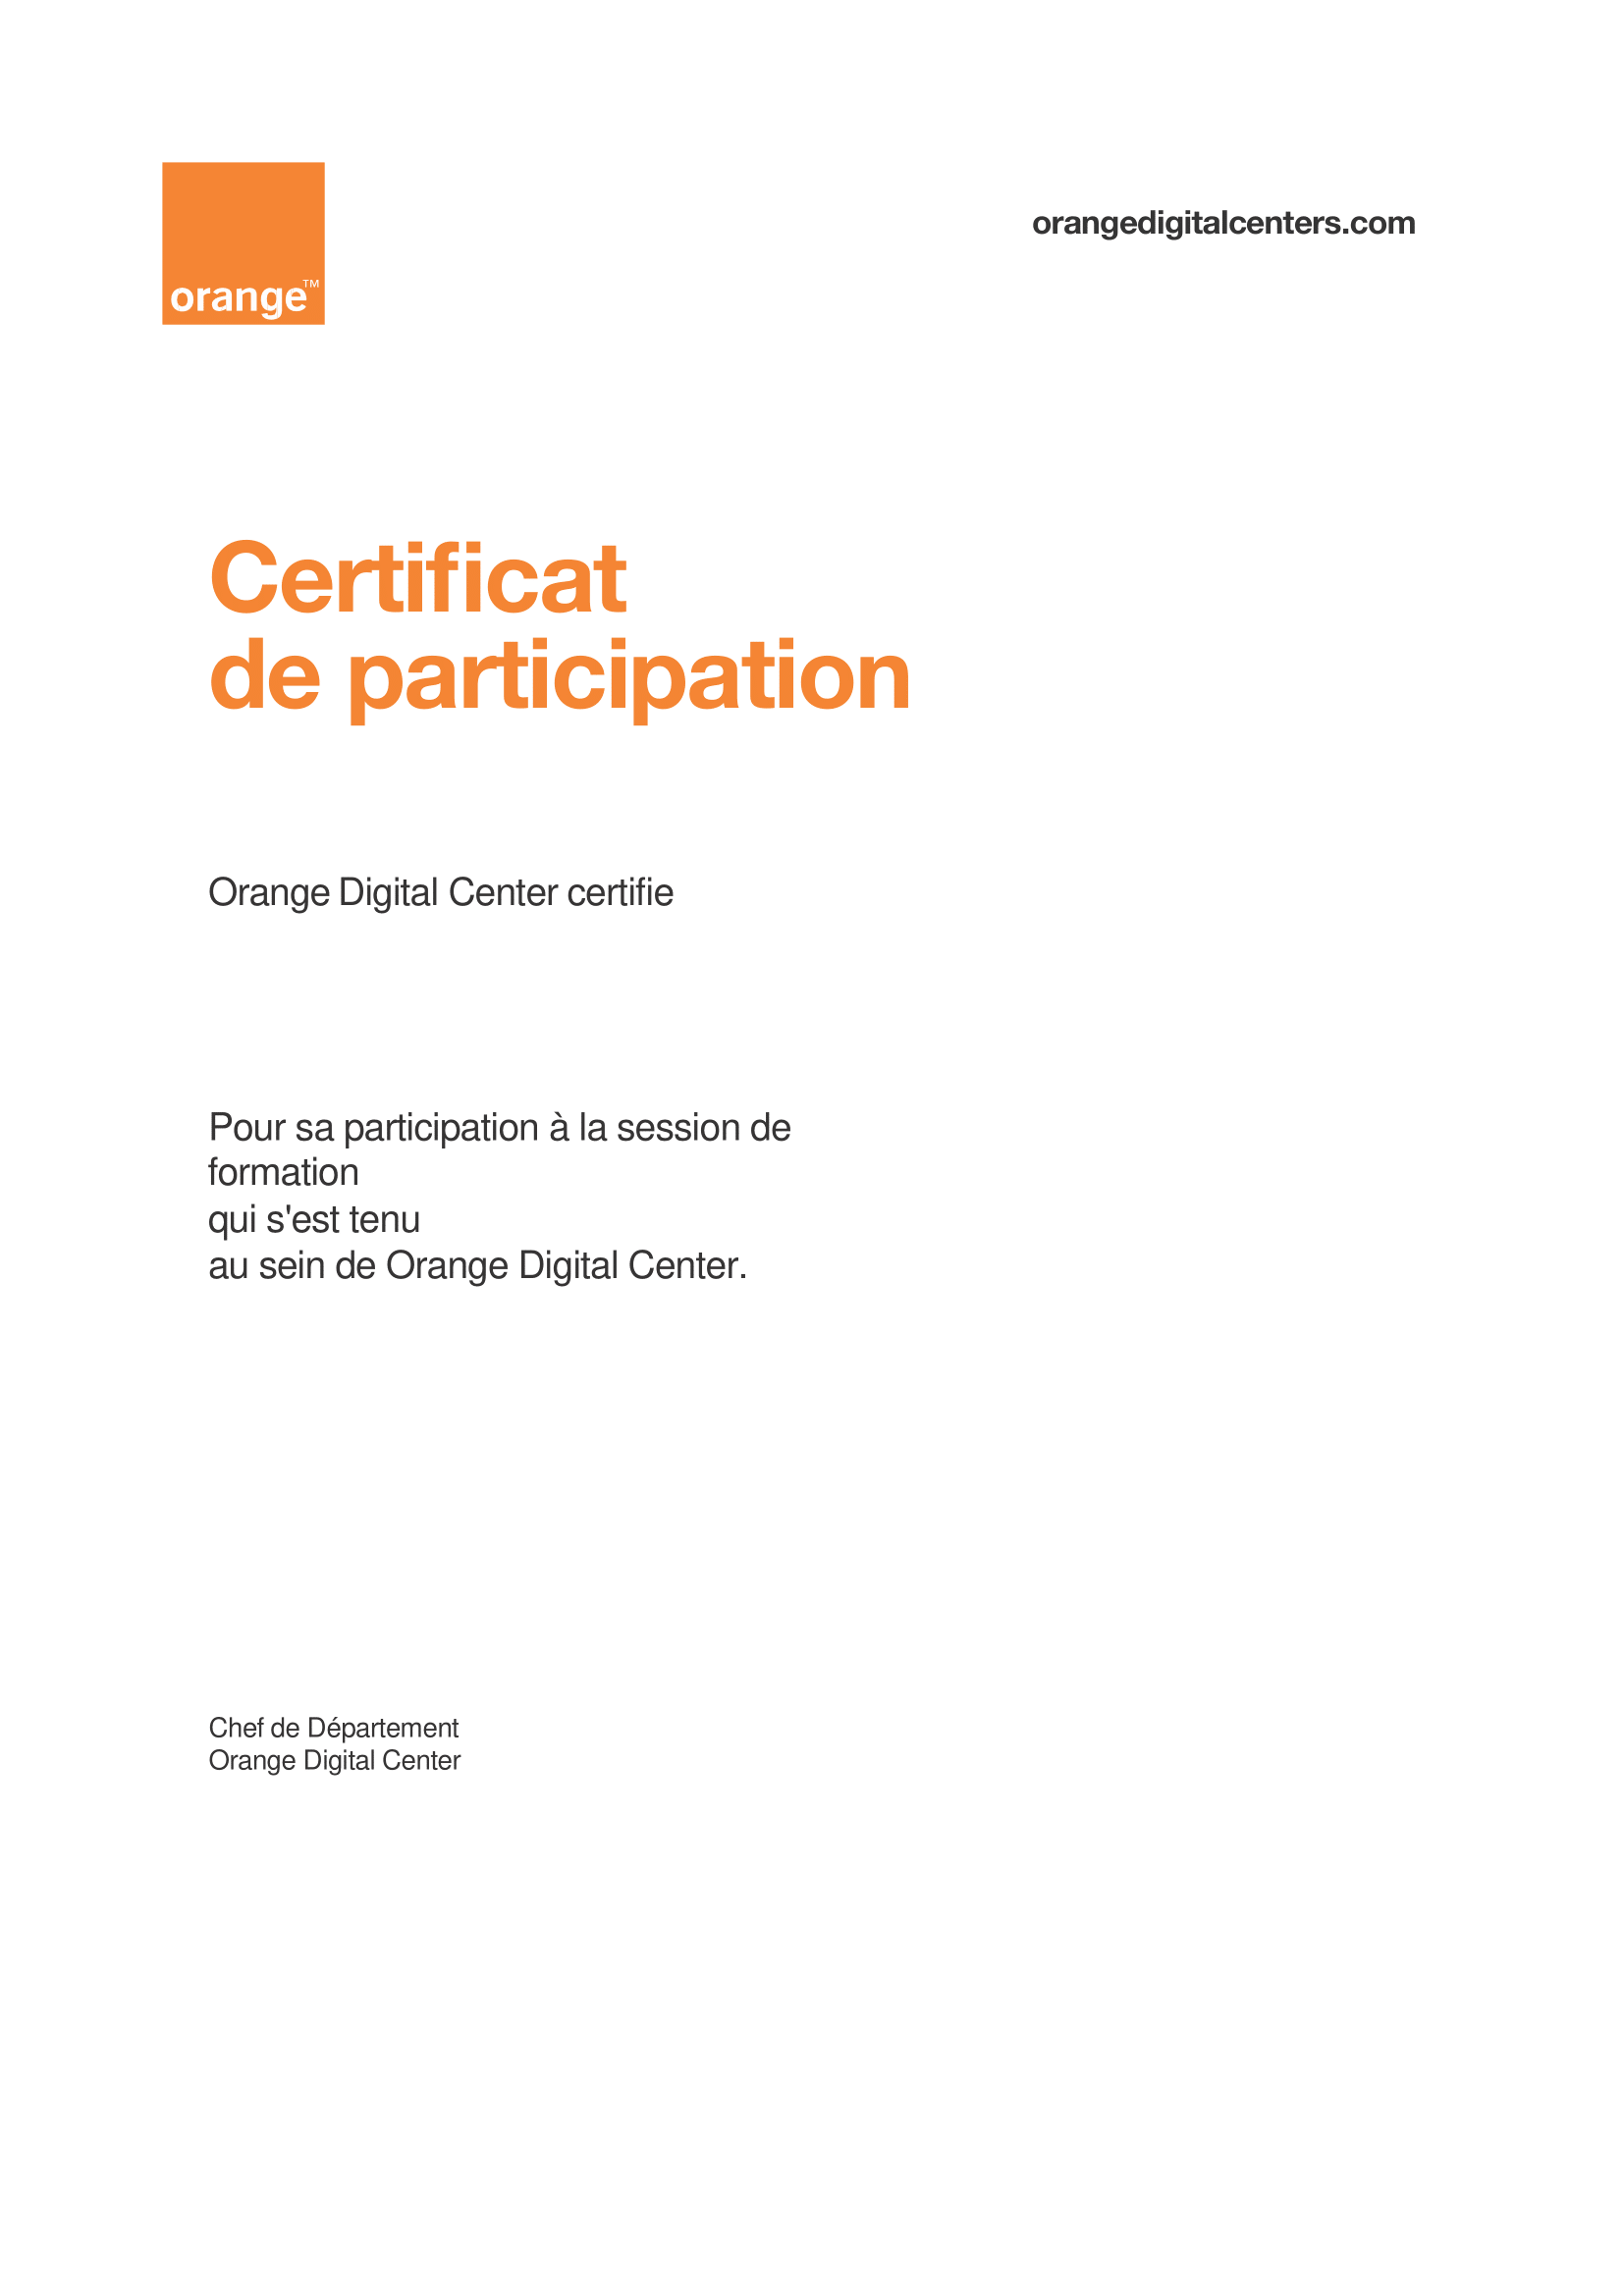 orange™
orangedigitalcenters.com
Certificat
de participation
Orange Digital Center certifie
Pour sa participation à la session de
formation
qui s'est tenu
au sein de Orange Digital Center.
Chef de Département
Orange Digital Center